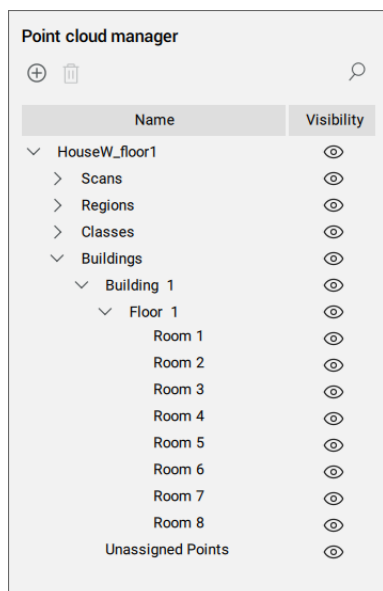 Point cloud manager
Name Visibility
HouseW_floor1
Scans
Regions
Classes
Buildings
Building 1
Floor 1
Room 1
Room 2
Room 3
Room 4
Room 5
Room 6
Room 7
Room 8
Unassigned Points